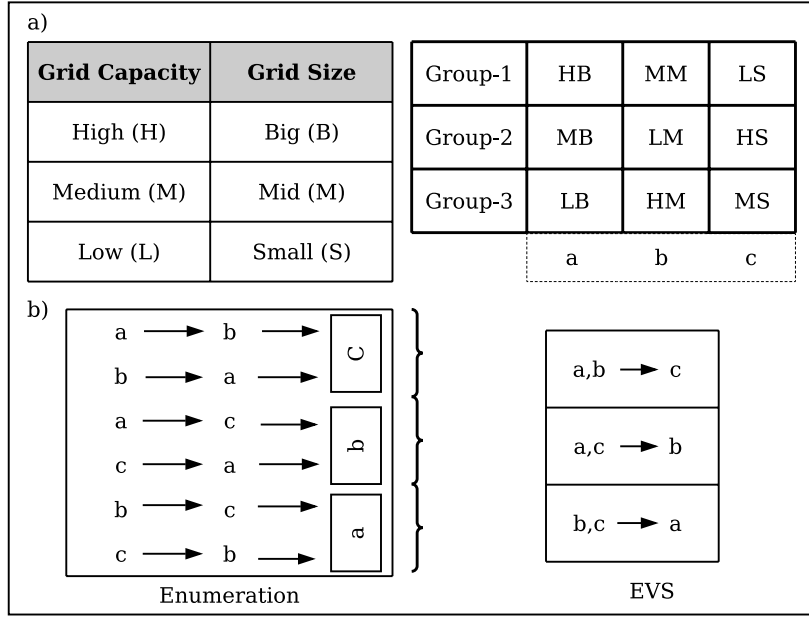 a)
Grid Capacity Grid Size
High (H) Big (B)
Medium (M) Mid (M)
Low (L) Small (S)
Group-1 HB MM LS
Group-2 MB LM HS
Group-3 LB HM MS
a b c
b)
a b
b a
C
a c
c a
b
b c
c b
a
Enumeration
a,b c
a,c b
b,c a
EVS